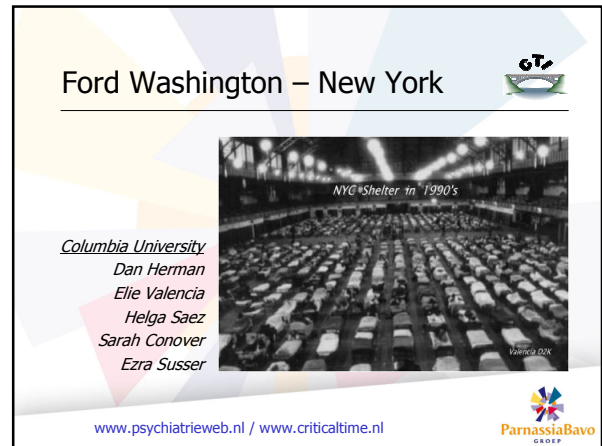 Ford Washington – New York
CTI
NYC Shelter in 1990's
Columbia University
Dan Herman
Elie Valencia
Helga Saez
Sarah Conover
Ezra Susser
Valencia D2K
www.psychiatrieweb.nl / www.criticaltime.nl
ParnassiaBavo
GROEP